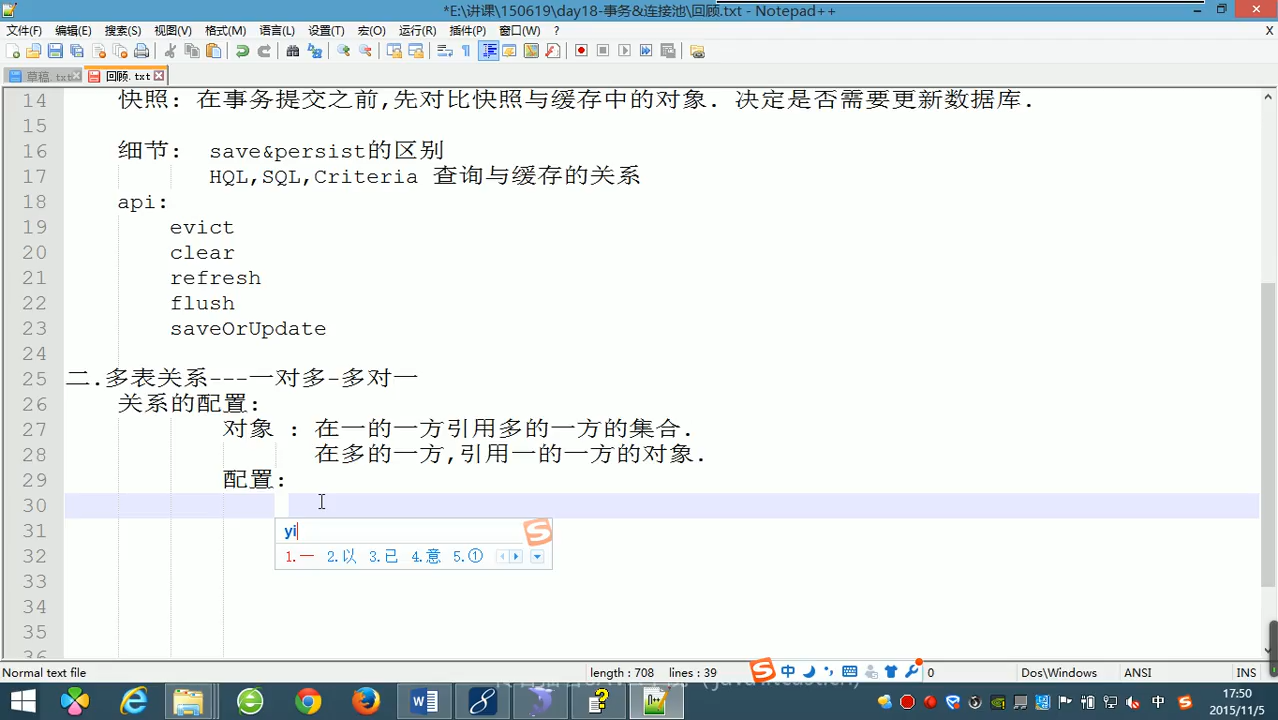 *E:\讲课\150619\day18-事务&连接池\回顾.txt - Notepad++
文件(F) 编辑(E) 搜索(S) 视图(V) 格式(M) 语言(L) 设置(T) 宏(O) 运行(R) 插件(P) 窗口(W) ? X
草稿.txt 回顾.txt
14 快照: 在事务提交之前,先对比快照与缓存中的对象. 决定是否需要更新数据库.
15
16 细节: save&persist的区别
17 HQL,SQL,Criteria 查询与缓存的关系
18 api:
19 evict
20 clear
21 refresh
22 flush
23 saveOrUpdate
24
25 二.多表关系---一对多-多对一
26 关系的配置:
27 对象 : 在一的一方引用多的一方的集合.
28 在多的一方,引用一的一方的对象.
29 配置:
30
yi
31
1.一 2.以 3.已 4.意 5.①
32
33
34
35
36
Normal text file length : 708 lines : 39 中 0 Dos\Windows ANSI INS
中 17:50
2015/11/5